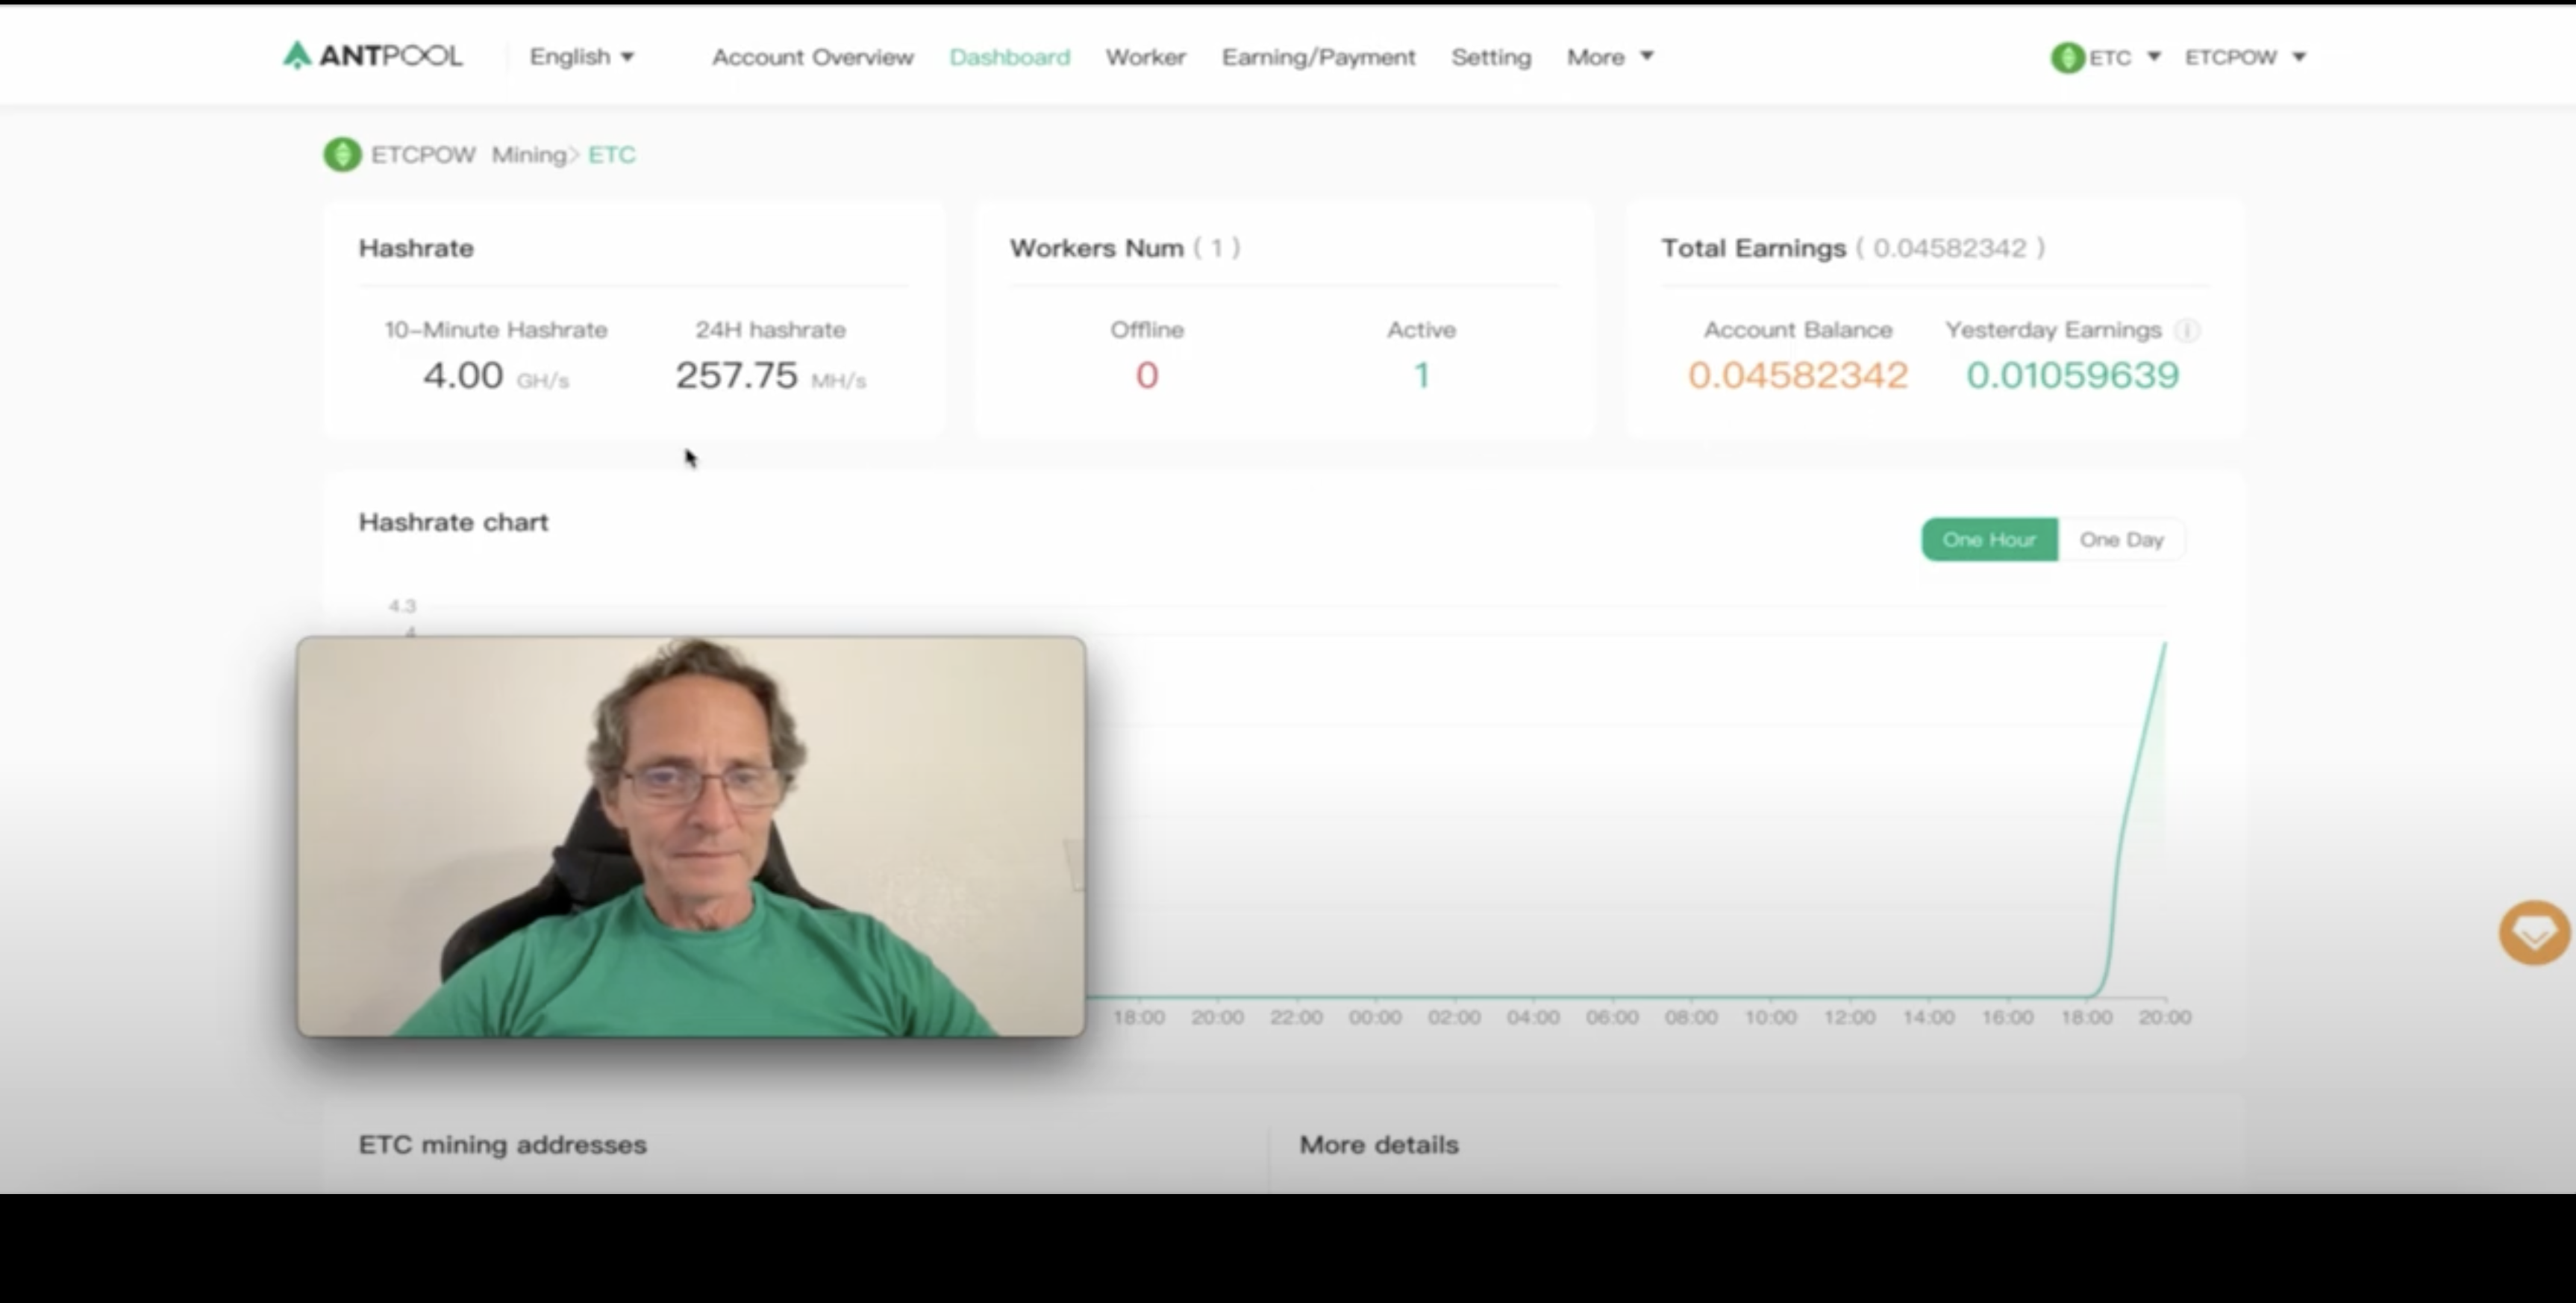 ANTPOOL English Account Overview Dashboard Worker Earning/Payment Setting More ETC ETCPOW
ETCPOW Mining> ETC
Hashrate
10-Minute Hashrate 24H hashrate
4.00 GH/s 257.75 MH/s
Workers Num ( 1 )
Offline Active
0 1
Total Earnings ( 0.04582342 )
Account Balance Yesterday Earnings
0.04582342 0.01059639
Hashrate chart
One Hour One Day
4.3
4
18:00 20:00 22:00 00:00 02:00 04:00 06:00 08:00 10:00 12:00 14:00 16:00 18:00 20:00
ETC mining addresses
More details